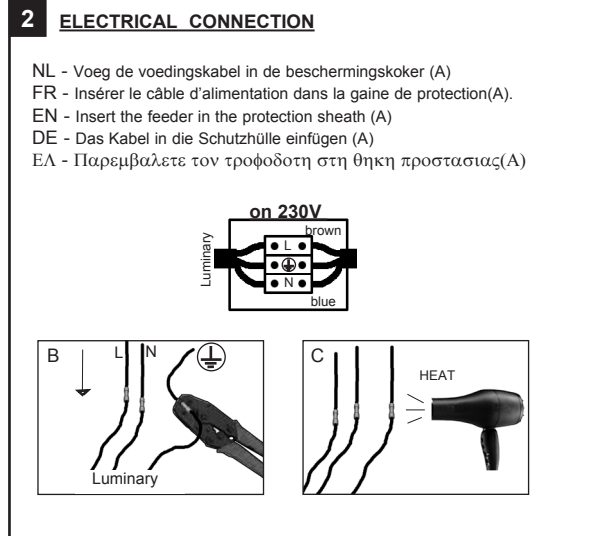 2 ELECTRICAL CONNECTION
NL - Voeg de voedingskabel in de beschermingskoker (A)
FR - Insérer le câble d'alimentation dans la gaine de protection(A).
EN - Insert the feeder in the protection sheath (A)
DE - Das Kabel in die Schutzhülle einfügen (A)
ΕΛ - Παρεμβαλετε τον τροφοδοτη στη θηκη προστασιας(Α)
on 230V
brown
Luminary
L
N
blue
B
L N
Luminary
C
HEAT